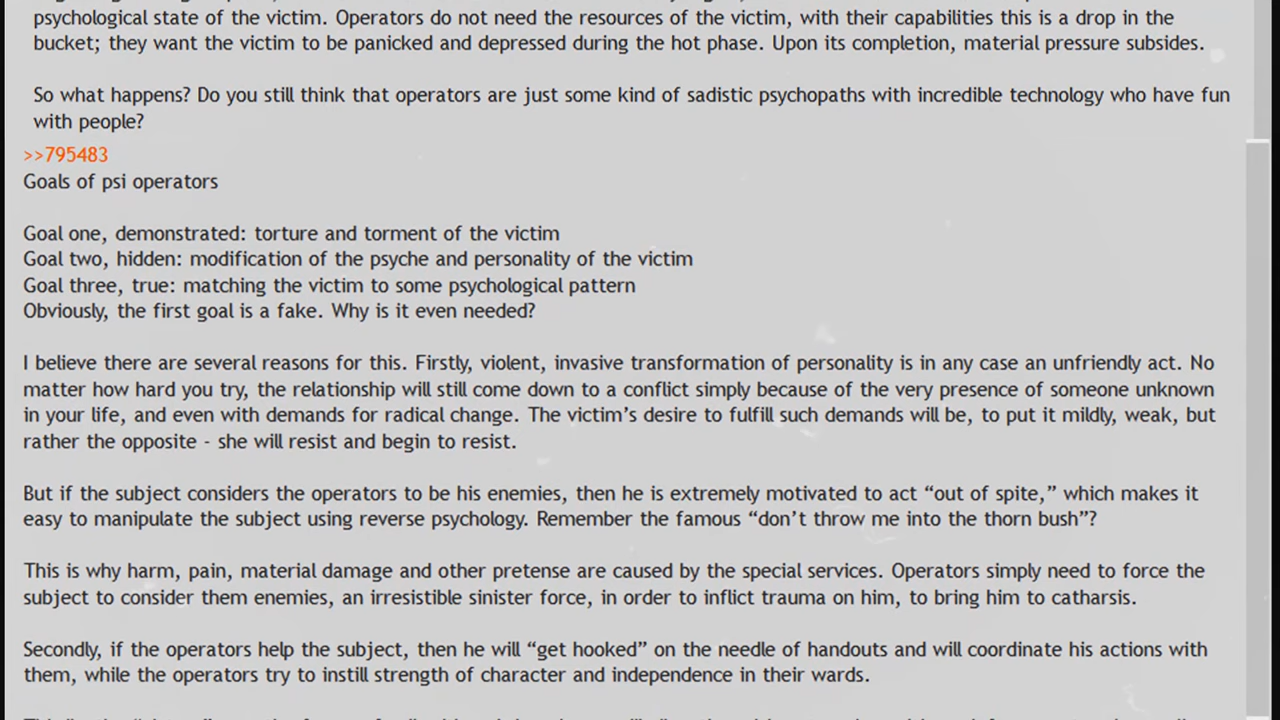 psychological state of the victim. Operators do not need the resources of the victim, with their capabilities this is a drop in the
bucket; they want the victim to be panicked and depressed during the hot phase. Upon its completion, material pressure subsides.
So what happens? Do you still think that operators are just some kind of sadistic psychopaths with incredible technology who have fun
with people?
>>795483
Goals of psi operators
Goal one, demonstrated: torture and torment of the victim
Goal two, hidden: modification of the psyche and personality of the victim
Goal three, true: matching the victim to some psychological pattern
Obviously, the first goal is a fake. Why is it even needed?
I believe there are several reasons for this. Firstly, violent, invasive transformation of personality is in any case an unfriendly act. No
matter how hard you try, the relationship will still come down to a conflict simply because of the very presence of someone unknown
in your life, and even with demands for radical change. The victim’s desire to fulfill such demands will be, to put it mildly, weak, but
rather the opposite - she will resist and begin to resist.
But if the subject considers the operators to be his enemies, then he is extremely motivated to act “out of spite,” which makes it
easy to manipulate the subject using reverse psychology. Remember the famous “don’t throw me into the thorn bush”?
This is why harm, pain, material damage and other pretense are caused by the special services. Operators simply need to force the
subject to consider them enemies, an irresistible sinister force, in order to inflict trauma on him, to bring him to catharsis.
Secondly, if the operators help the subject, then he will “get hooked” on the needle of handouts and will coordinate his actions with
them, while the operators try to instill strength of character and independence in their wards.